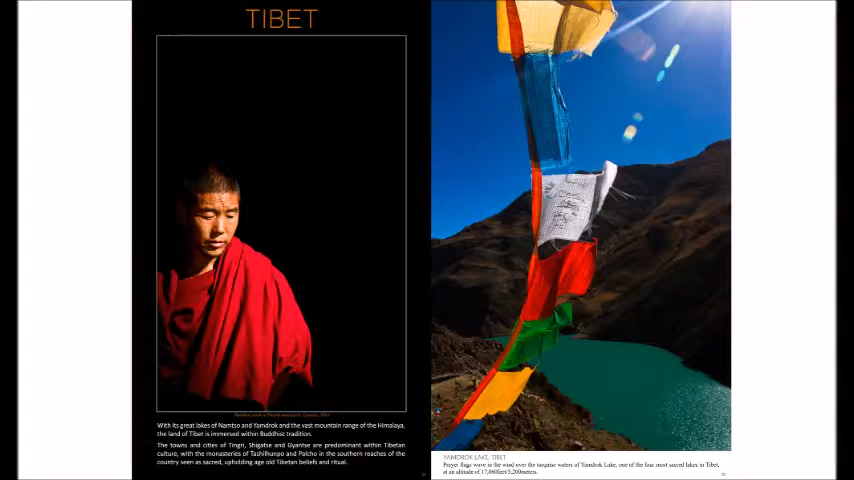 TIBET
With its great lakes of Namtso and Yamdrok and the vast mountain range of the Himalaya,
the land of Tibet is immersed within Buddhist tradition.
The towns and cities of Tingri, Shigatse and Gyantse are predominant within Tibetan
culture, with the monasteries of Tashilhunpo and Palcho in the southern reaches of the
country seen as sacred, upholding age old Tibetan beliefs and ritual.
YAMDROK LAKE, TIBET
Prayer flags wave in the wind over the turquoise waters of Yamdrok Lake, one of the four most sacred lakes in Tibet,
at an altitude of 17,060feet/5,200meters.